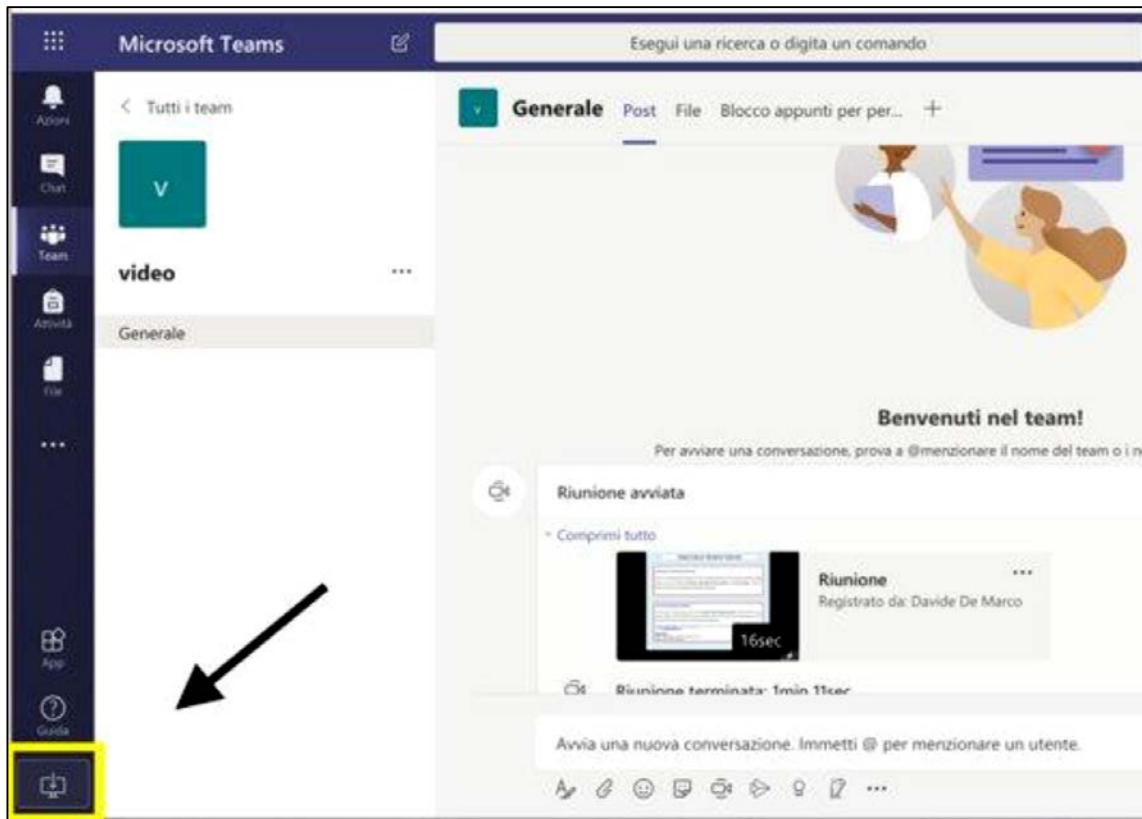 Microsoft Teams
Esegui una ricerca o digita un comando
Azioni
Chat
Team
Attività
File
App
Guida
< Tutti i team
V
video
...
Generale
v
Generale Post File Blocco appunti per per... +
Benvenuti nel team!
Per avviare una conversazione, prova a @menzionare il nome del team o i n
Riunione avviata
Comprimi tutto
16sec
Riunione
...
Registrato da: Davide De Marco
Riunione terminata: 1min 11sec
Avvia una nuova conversazione. Immetti @ per menzionare un utente.